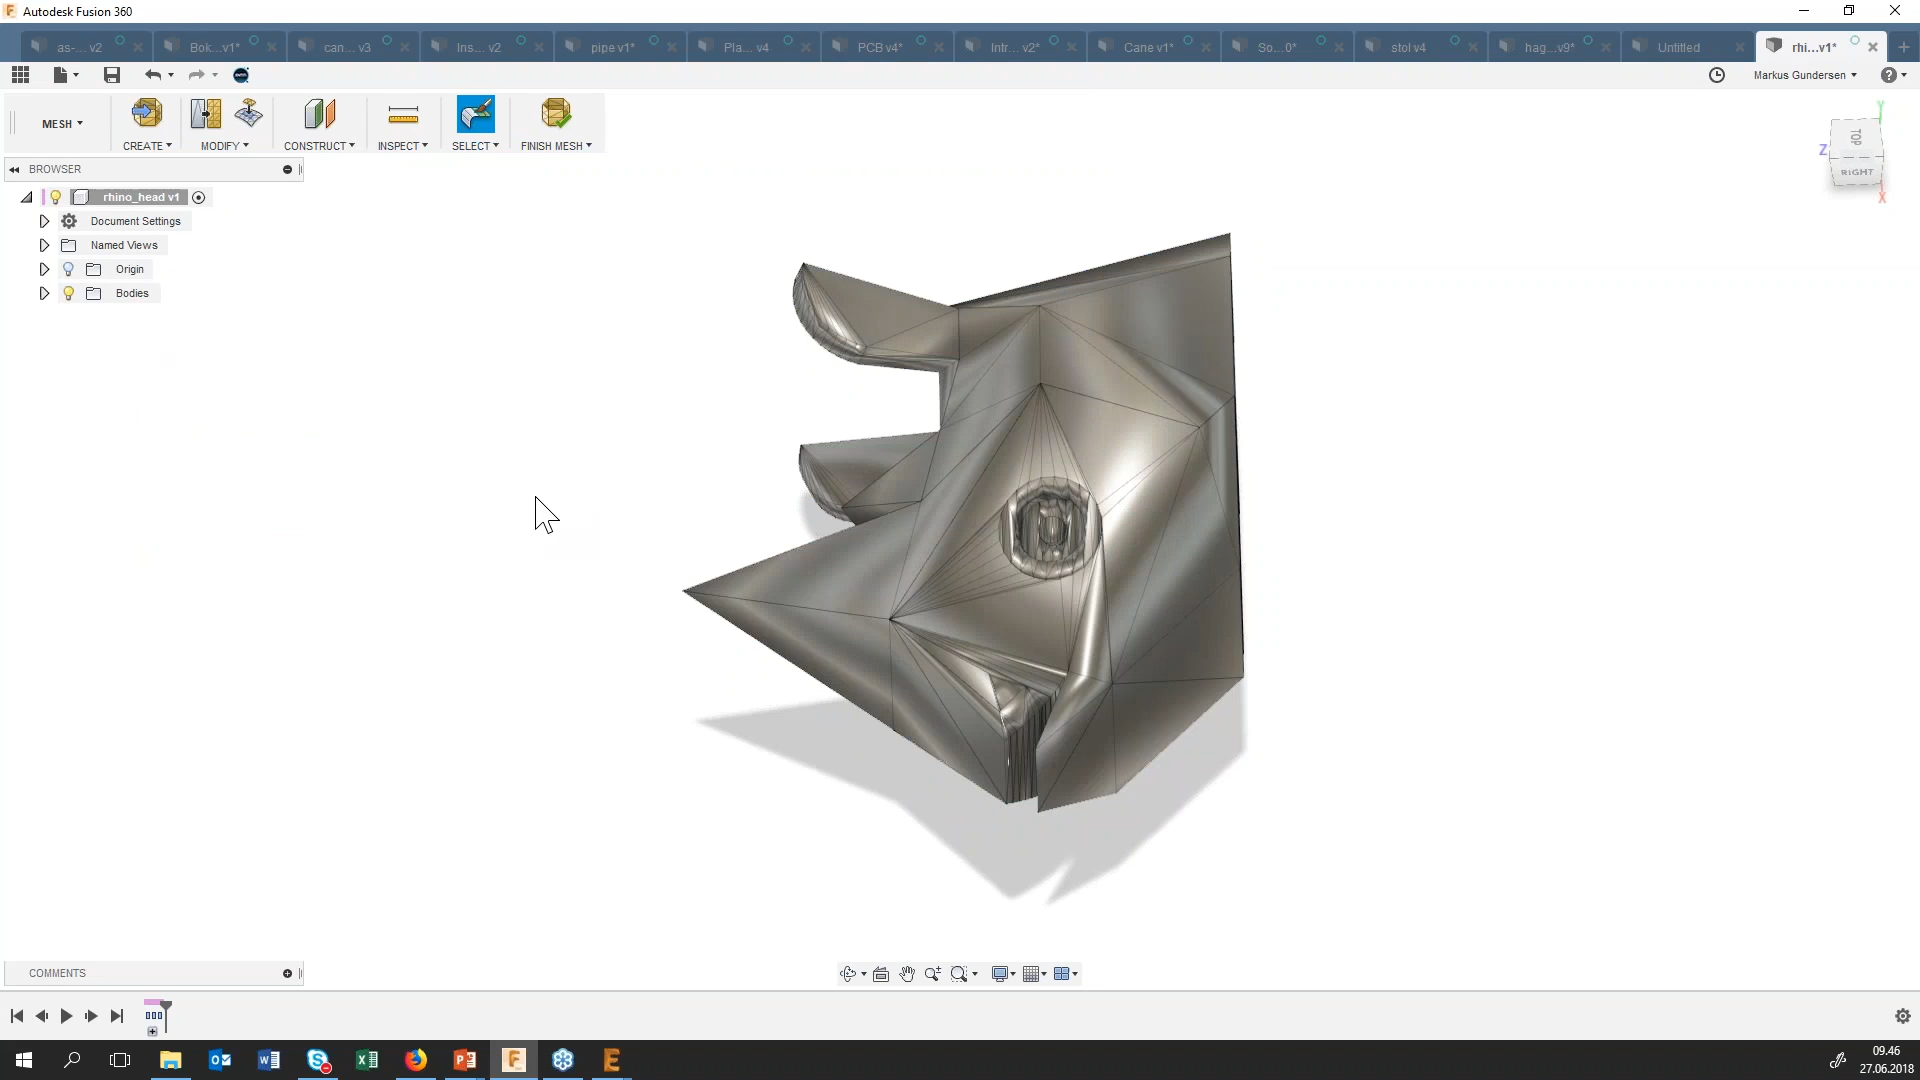 Autodesk Fusion 360
as-... v2
Bok...v1*
can... v3
Ins... v2
pipe v1*
Pla... v4
PCB v4*
Intr... v2*
Cane v1*
So...0*
stol v4
hag...v9*
Untitled
rhi...v1*
Markus Gundersen
MESH
CREATE
MODIFY
CONSTRUCT
INSPECT
SELECT
FINISH MESH
TOP
Y
Z
RIGHT
X
BROWSER
rhino_head v1
Document Settings
Named Views
Origin
Bodies
COMMENTS
09.46
27.06.2018